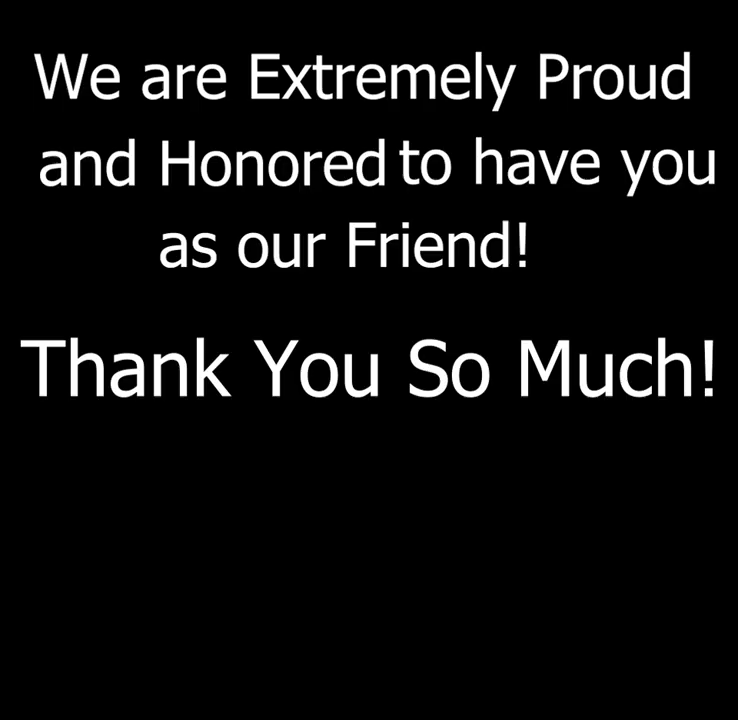 We are Extremely Proud
and Honored to have you
as our Friend!
Thank You So Much!